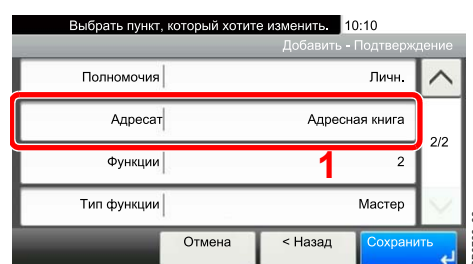 Выбрать пункт, который хотите изменить. 10:10
Добавить - Подтверждение
Полномочия Личн.
Адресат Адресная книга
2/2
Функции 1 2
Тип функции Мастер
Отмена < Назад Сохранить